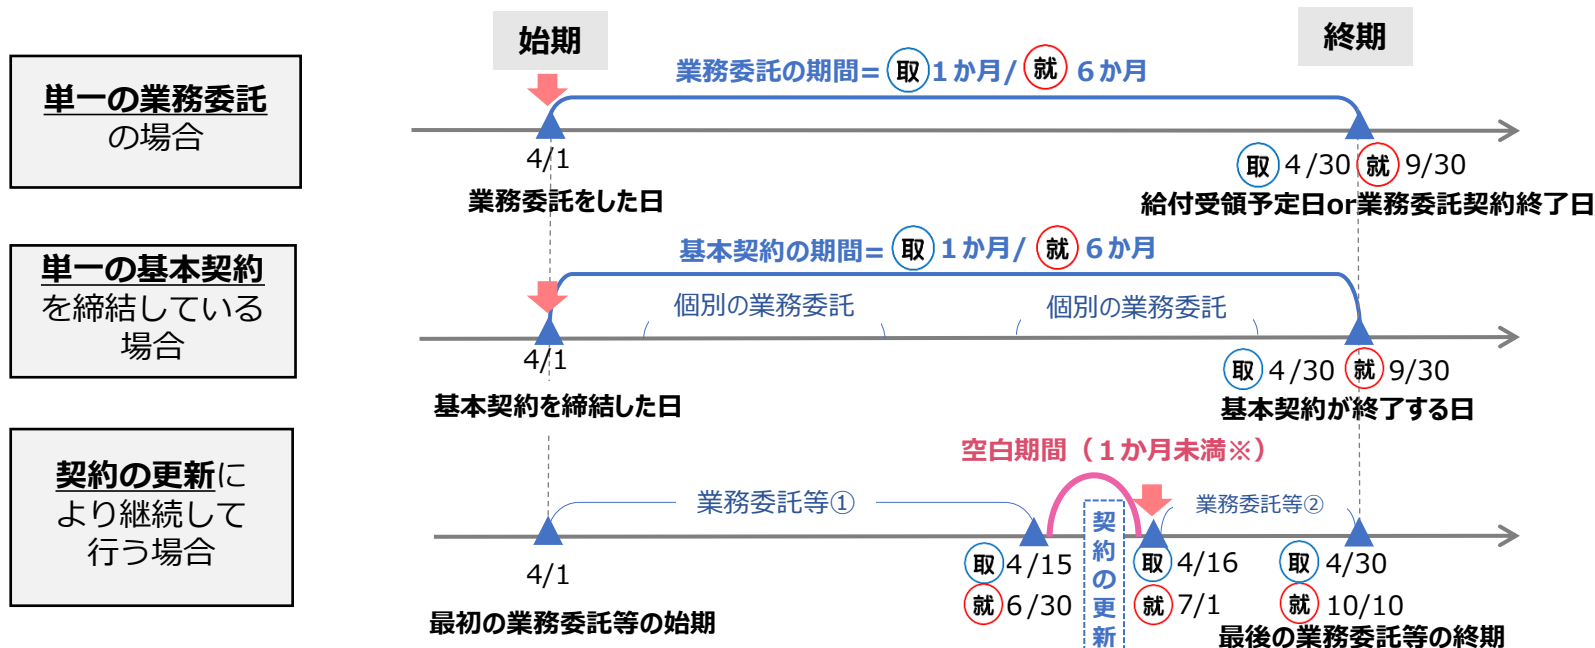 始期
終期
単一の業務委託
の場合
業務委託の期間=取1か月/就6か月
4/1
業務委託をした日
取4/30就9/30
給付受領予定日or業務委託契約終了日
単一の基本契約
を締結している
場合
基本契約の期間=取1か月/就6か月
個別の業務委託
個別の業務委託
4/1
基本契約を締結した日
取4/30就9/30
基本契約が終了する日
契約の更新に
より継続して
行う場合
空白期間（1か月未満※）
業務委託等①
業務委託等②
契約の更新
4/1
最初の業務委託等の始期
取4/15
就6/30
取4/16
就7/1
取4/30
就10/10
最後の業務委託等の終期